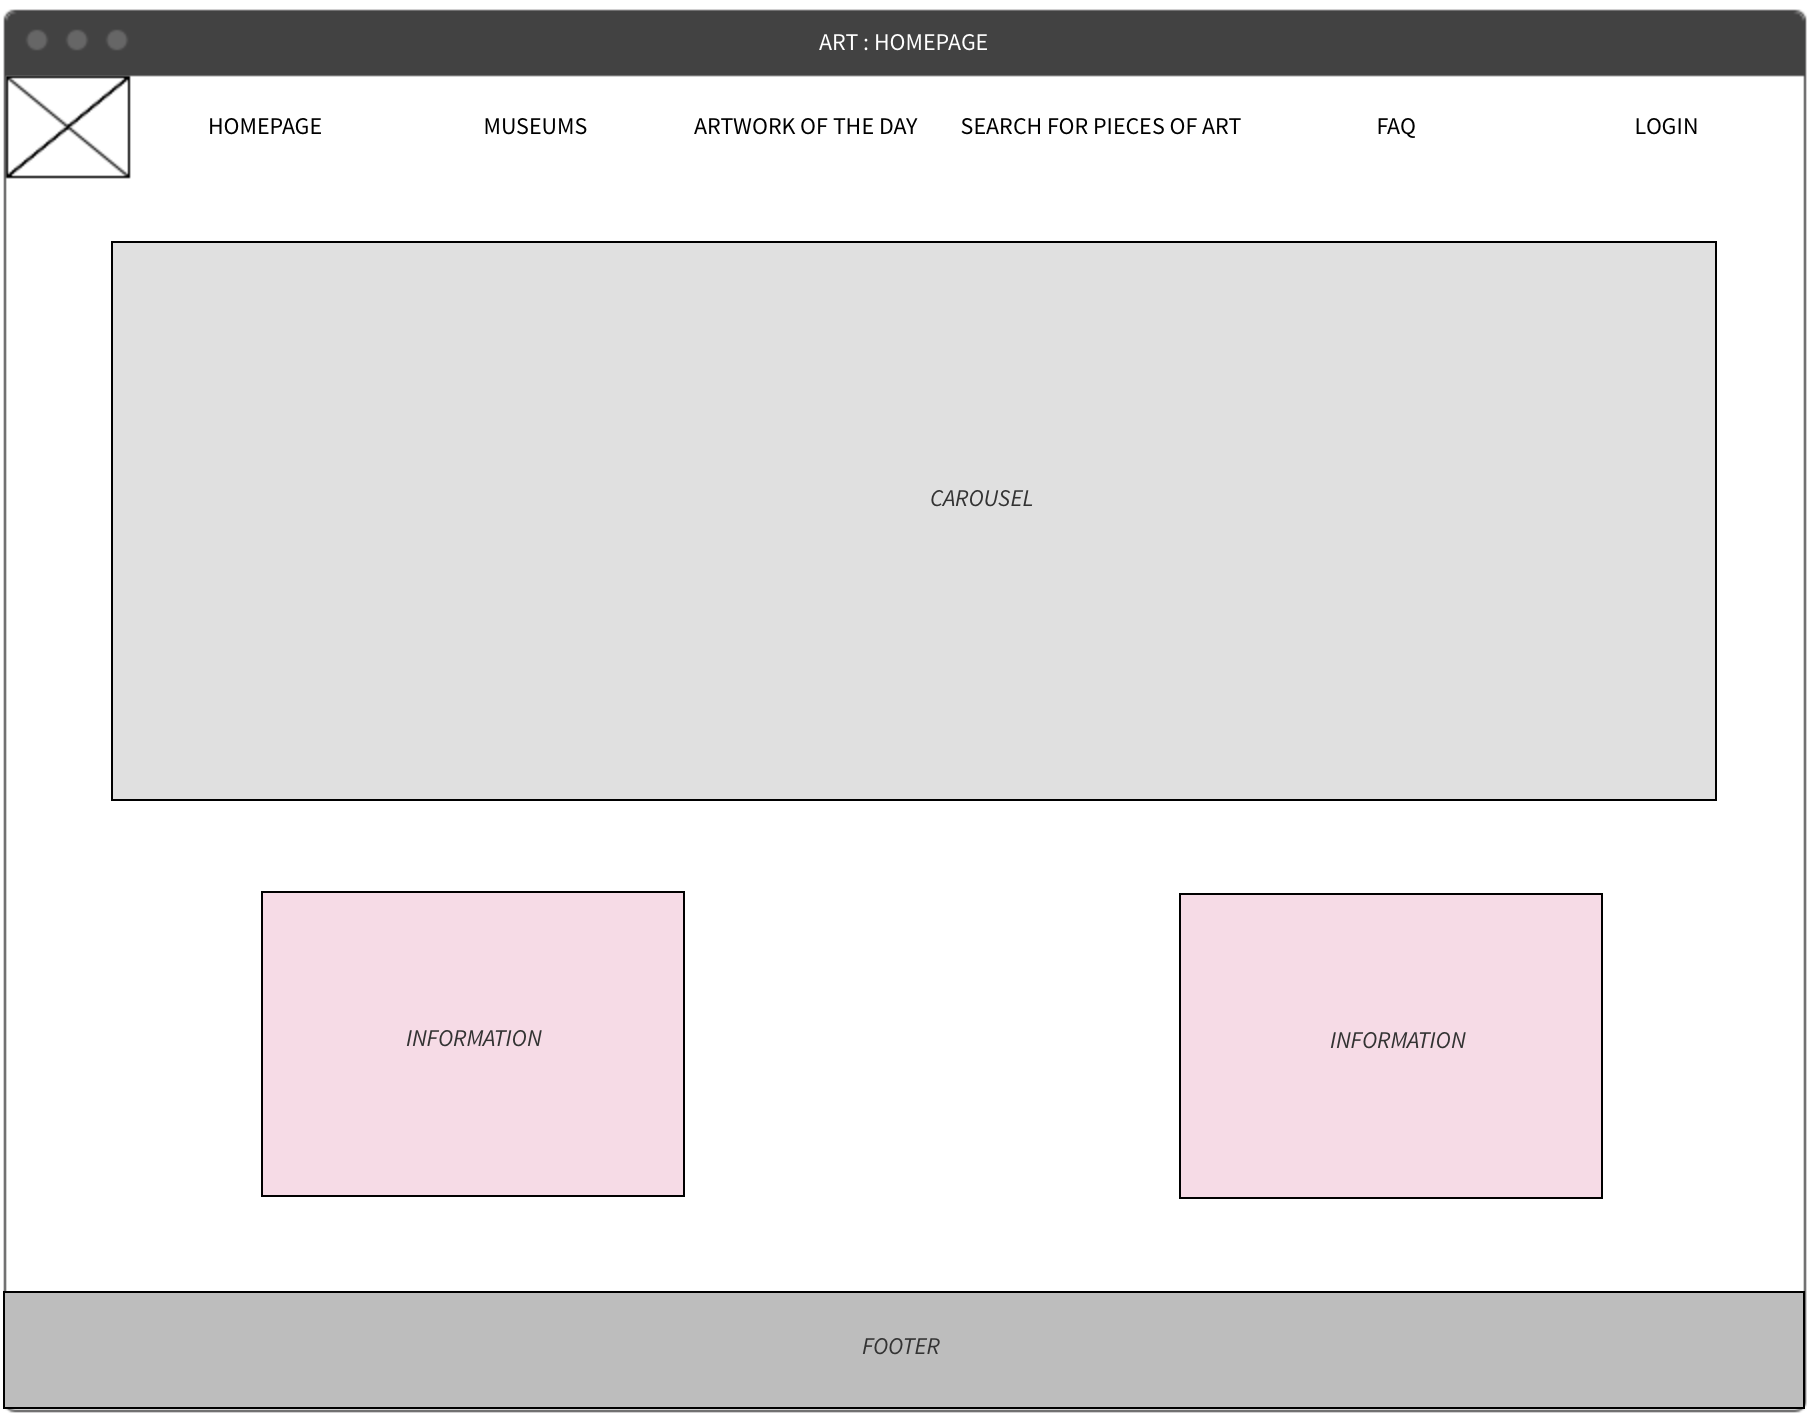 ART : HOMEPAGE
HOMEPAGE MUSEUMS ARTWORK OF THE DAY SEARCH FOR PIECES OF ART FAQ LOGIN
CAROUSEL
INFORMATION INFORMATION
FOOTER